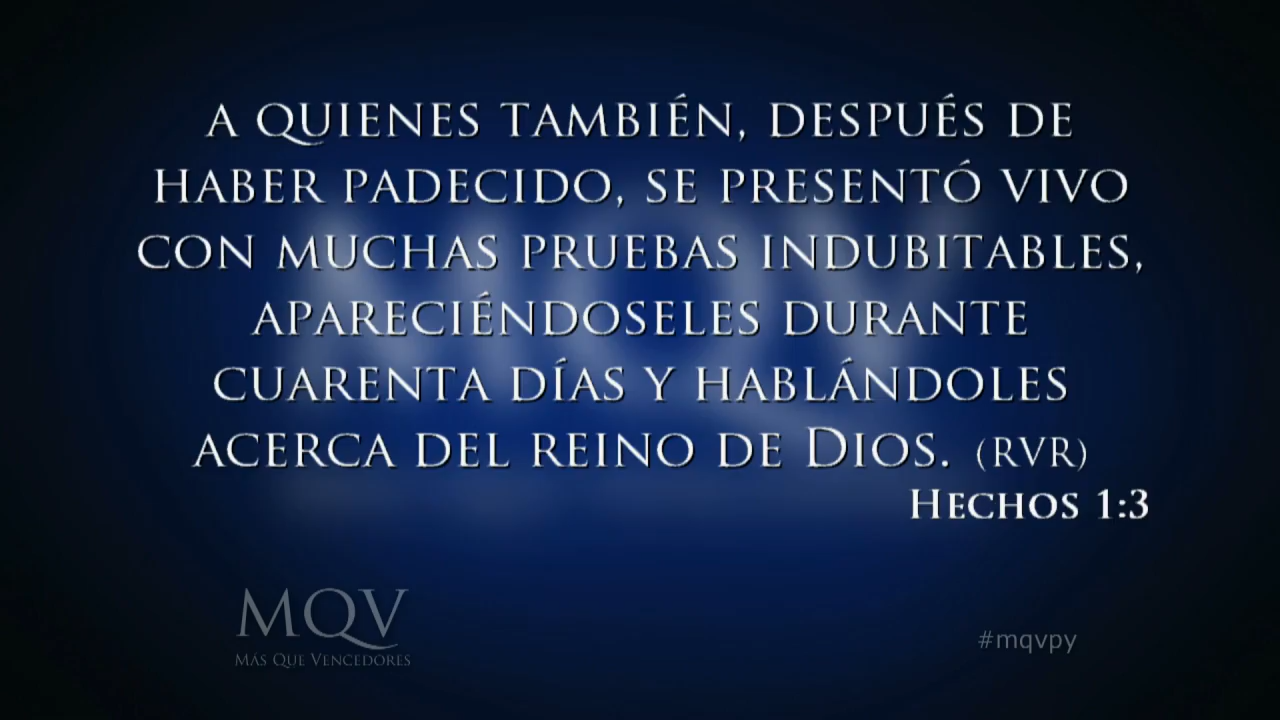 A QUIENES TAMBIÉN, DESPUÉS DE
HABER PADECIDO, SE PRESENTÓ VIVO
CON MUCHAS PRUEBAS INDUBITABLES,
APARECIÉNDOSELES DURANTE
CUARENTA DÍAS Y HABLÁNDOLES
ACERCA DEL REINO DE DIOS. (RVR)
HECHOS 1:3
MQV
MÁS QUE VENCEDORES
#mqvpy